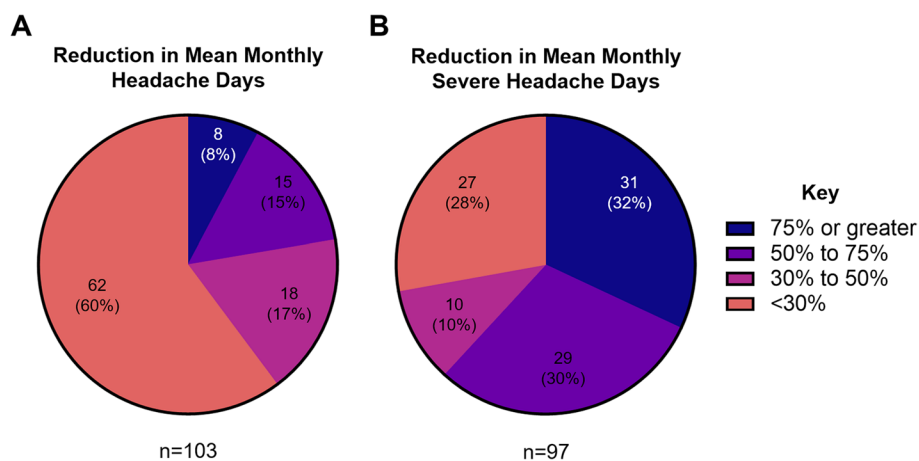 A
Reduction in Mean Monthly
Headache Days
8
(8%)
15
(15%)
18
(17%)
62
(60%)
n=103
B
Reduction in Mean Monthly
Severe Headache Days
31
(32%)
29
(30%)
10
(10%)
27
(28%)
n=97
Key
75% or greater
50% to 75%
30% to 50%
<30%